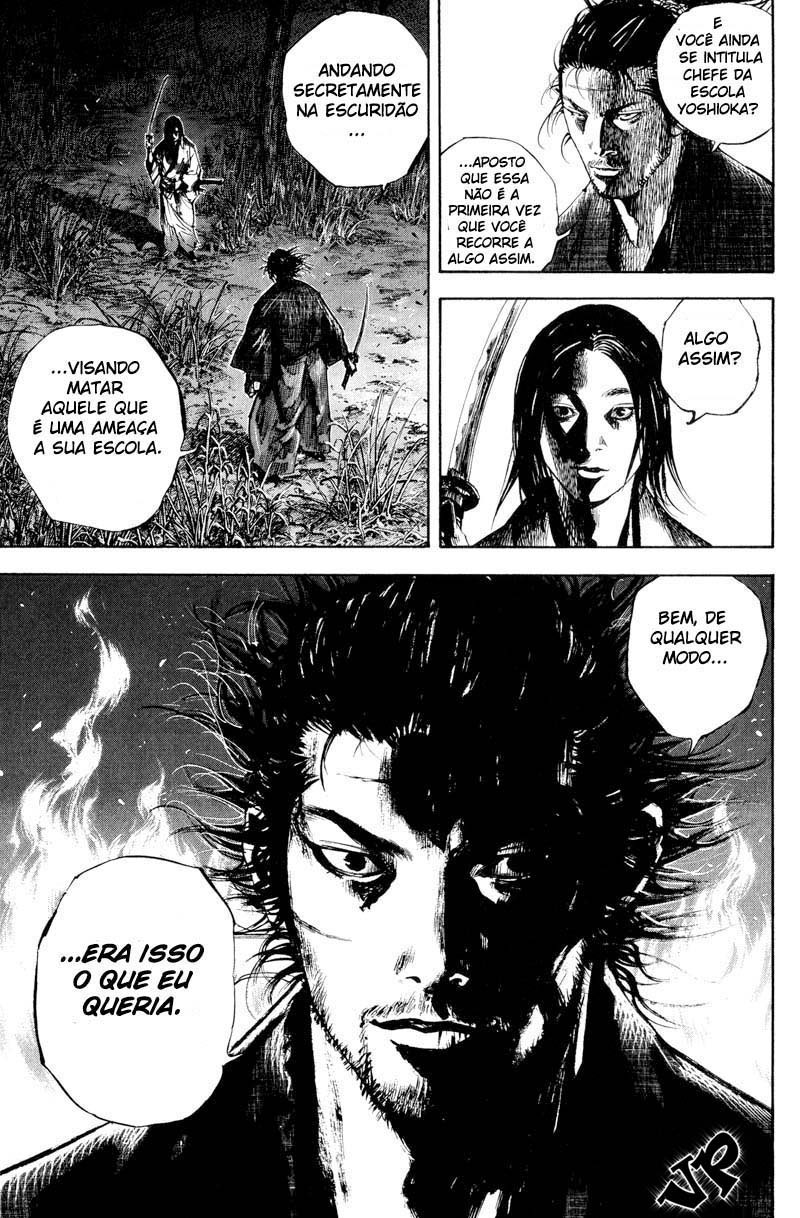 E
VOCÊ AINDA
SE INTITULA
CHEFE DA
ESCOLA
YOSHIOKA?
...APOSTO
QUE ESSA
NÃO É A
PRIMEIRA VEZ
QUE VOCÊ
RECORRE A
ALGO ASSIM.
ALGO
ASSIM?
ANDANDO
SECRETAMENTE
NA ESCURIDÃO
...
...VISANDO
MATAR
AQUELE QUE
É UMA AMEAÇA
A SUA ESCOLA.
BEM, DE
QUALQUER
MODO...
...ERA ISSO
O QUE EU
QUERIA.
VP